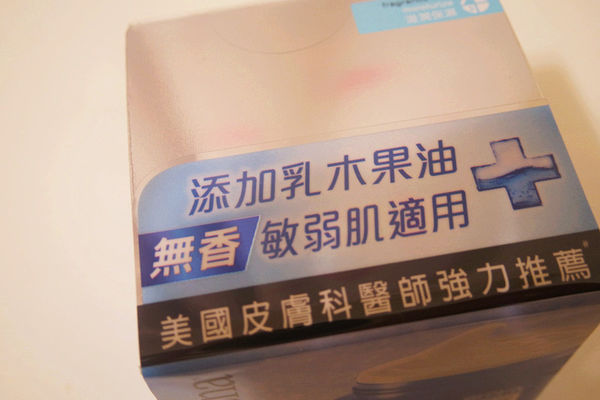 添加乳木果油
無香 敏弱肌適用
美國皮膚科醫師強力推薦